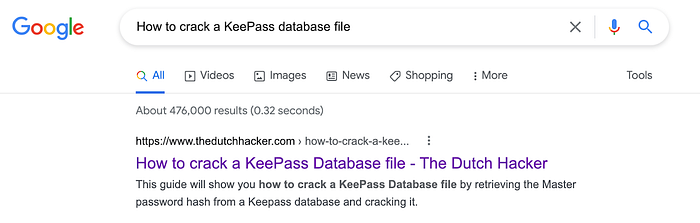 Google How to crack a KeePass database file
All Videos Images News Shopping More Tools
About 476,000 results (0.32 seconds)
https://www.thedutchhacker.com › how-to-crack-a-kee...
How to crack a KeePass Database file - The Dutch Hacker
This guide will show you how to crack a KeePass Database file by retrieving the Master
password hash from a Keepass database and cracking it.